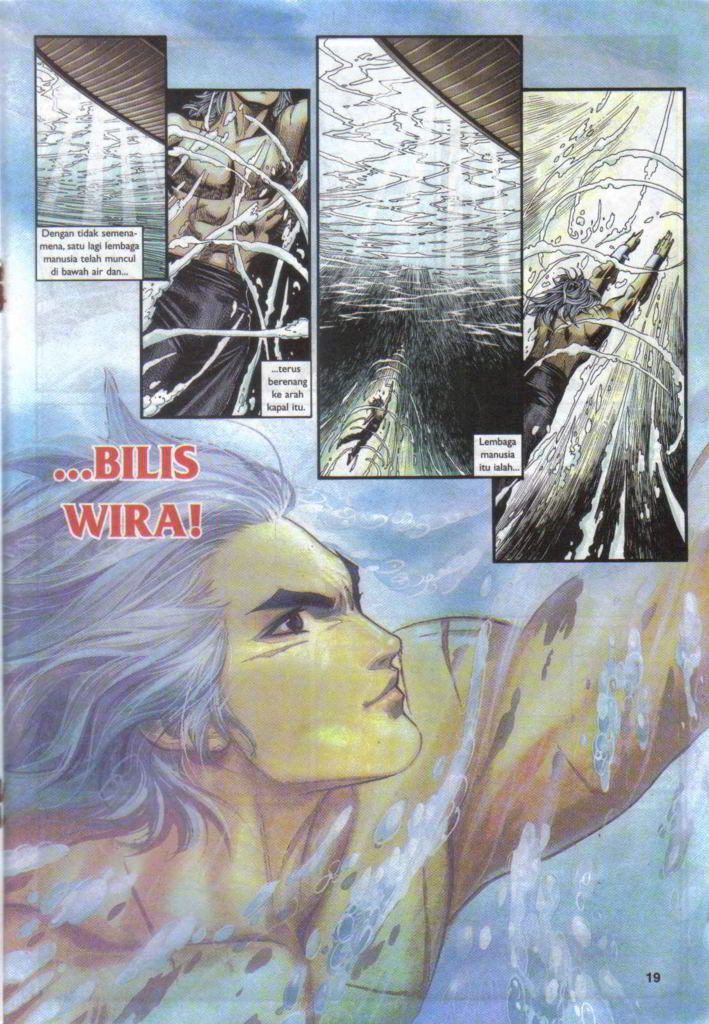 Dengan tidak semena-
mena, satu lagi lembaga
manusia telah muncul
di bawah air dan...
...terus
berenang
ke arah
kapal itu.
Lembaga
manusia
itu ialah...
...BILIS
WIRA!
19